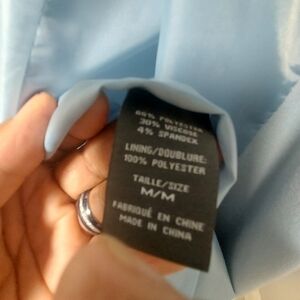 66% POLYESTER
30% VISCOSE
4% SPANDEX
LINING/DOUBLURE:
100% POLYESTER
TAILLE/SIZE
M/M
FABRIQUÉ EN CHINE
MADE IN CHINA